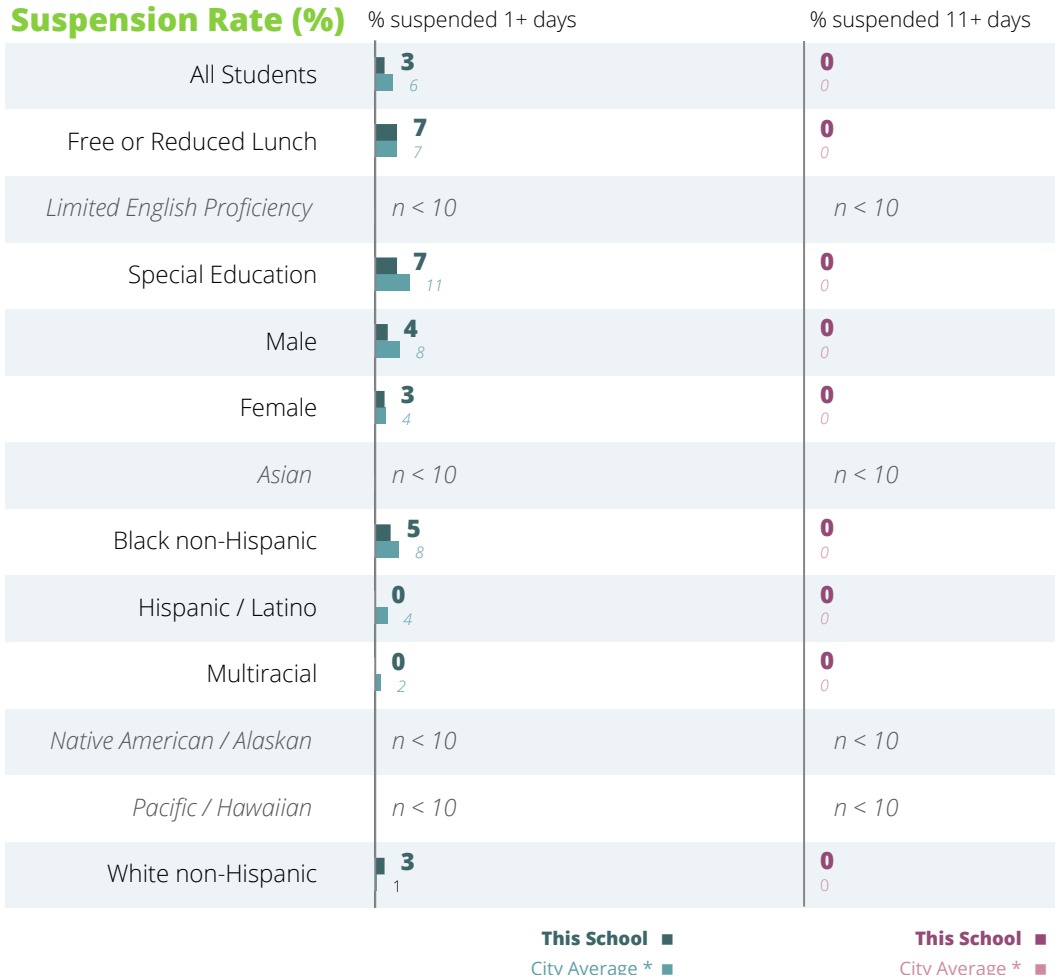 Suspension Rate (%) % suspended 1+ days % suspended 11+ days
All Students 3 0
6 0
Free or Reduced Lunch 7 0
7 0
Limited English Proficiency n < 10 n < 10
Special Education 7 0
11 0
Male 4 0
8 0
Female 3 0
4 0
Asian n < 10 n < 10
Black non-Hispanic 5 0
8 0
Hispanic / Latino 0 0
4 0
Multiracial 0 0
2 0
Native American / Alaskan n < 10 n < 10
Pacific / Hawaiian n < 10 n < 10
White non-Hispanic 3 0
1 0
This School This School
City Average * City Average *